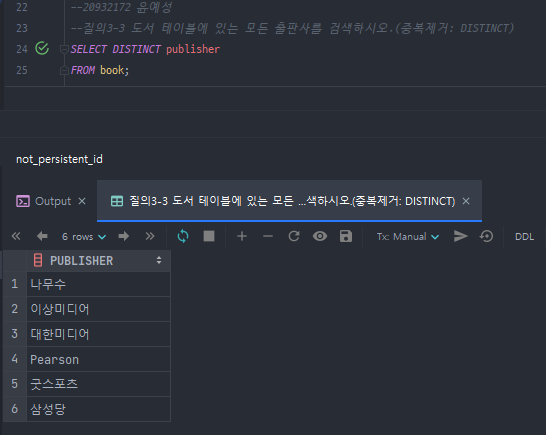 22 --20932172 윤예성
23 --질의3-3 도서 테이블에 있는 모든 출판사를 검색하시오.(중복제거: DISTINCT)
24 SELECT DISTINCT publisher
25 FROM book;
not_persistent_id
Output × 질의3-3 도서 테이블에 있는 모든 ...색하시오.(중복제거: DISTINCT) ×
6 rows Tx: Manual DDL
PUBLISHER
1 나무수
2 이상미디어
3 대한미디어
4 Pearson
5 굿스포츠
6 삼성당